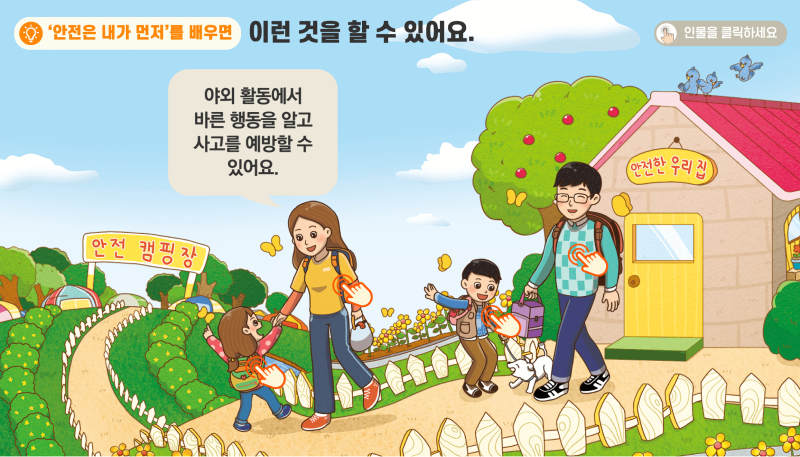 '안전은 내가 먼저'를 배우면 이런 것을 할 수 있어요.
인물을 클릭하세요
야외 활동에서
바른 행동을 알고
사고를 예방할 수
있어요.
안전한 우리 집
안전 캠핑장